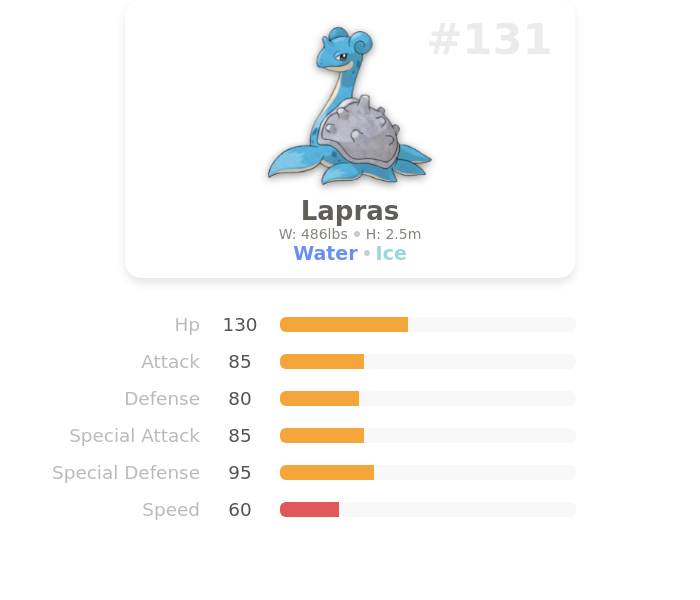 #131
Lapras
W: 486lbs • H: 2.5m
Water • Ice
Hp 130
Attack 85
Defense 80
Special Attack 85
Special Defense 95
Speed 60